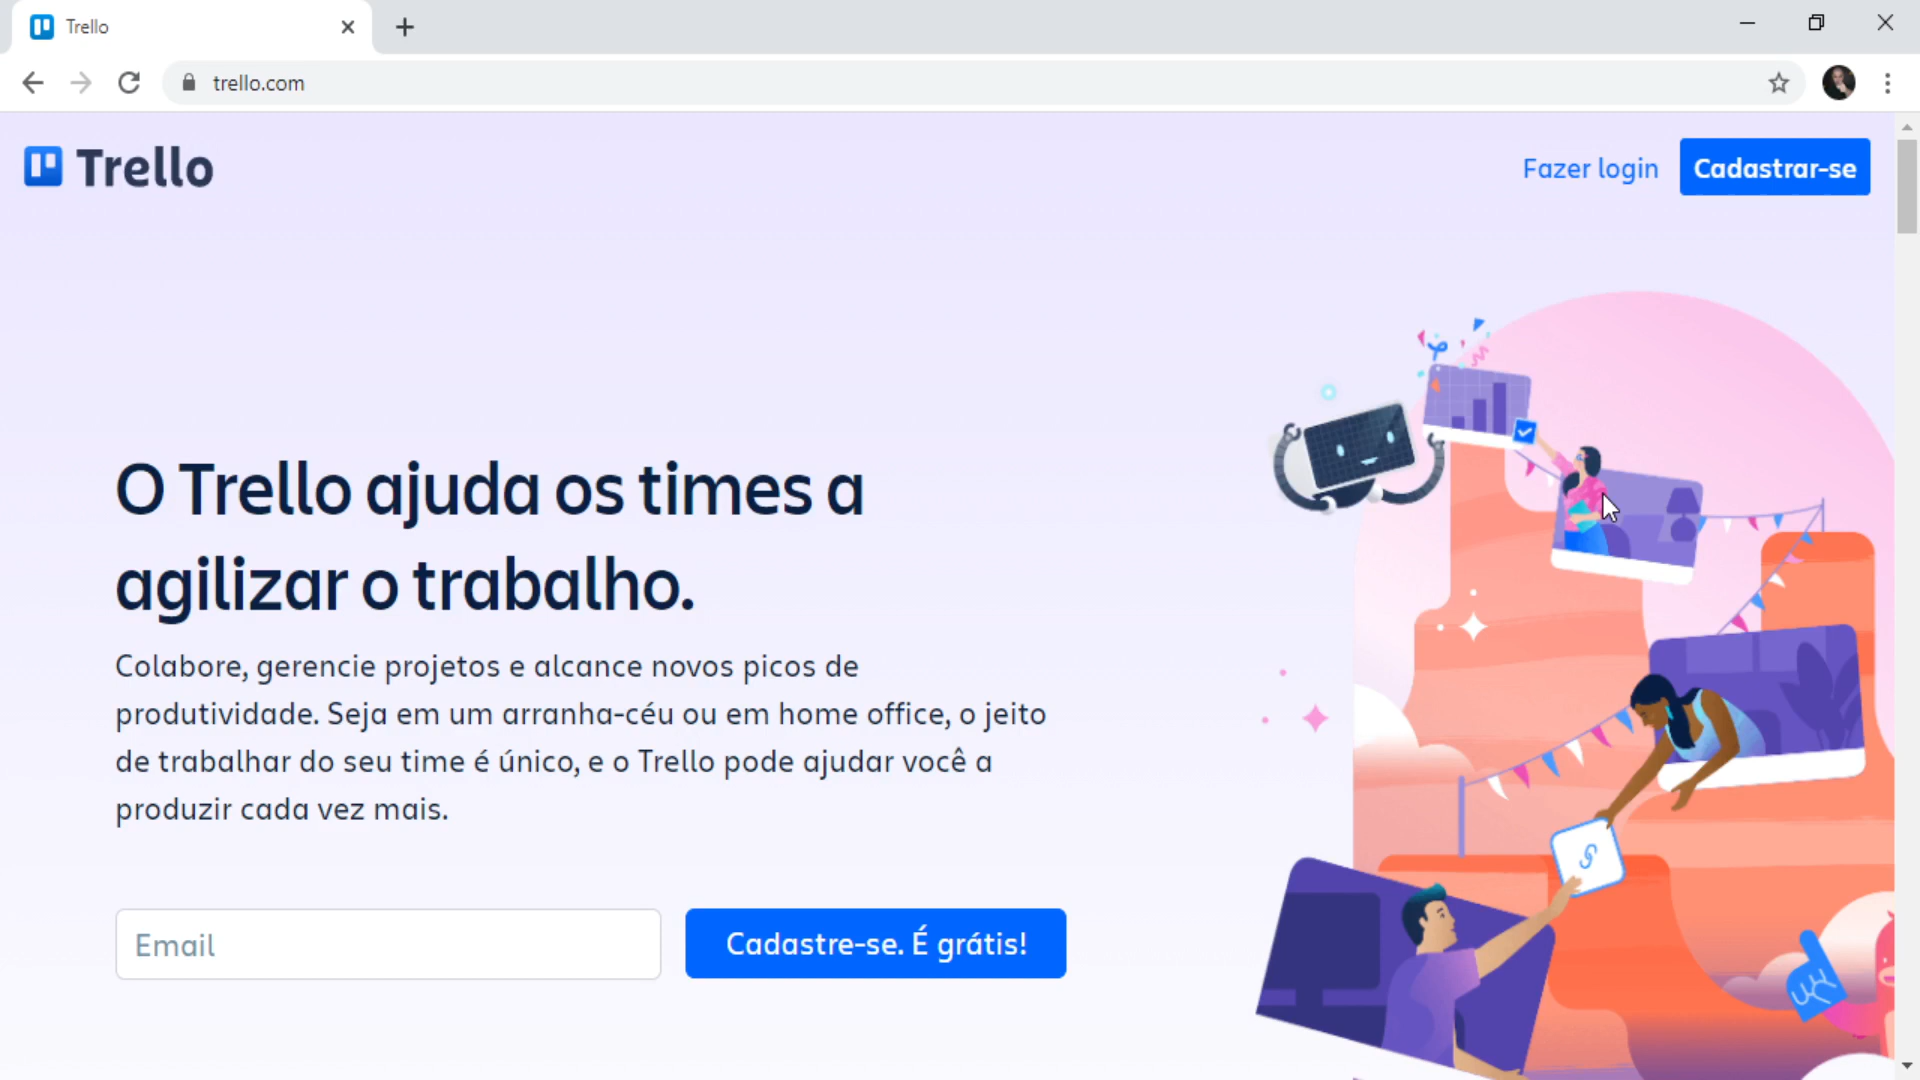 Trello
trello.com
Trello
Fazer login
Cadastrar-se
O Trello ajuda os times a
agilizar o trabalho.
Colabore, gerencie projetos e alcance novos picos de
produtividade. Seja em um arranha-céu ou em home office, o jeito
de trabalhar do seu time é único, e o Trello pode ajudar você a
produzir cada vez mais.
Email
Cadastre-se. É grátis!